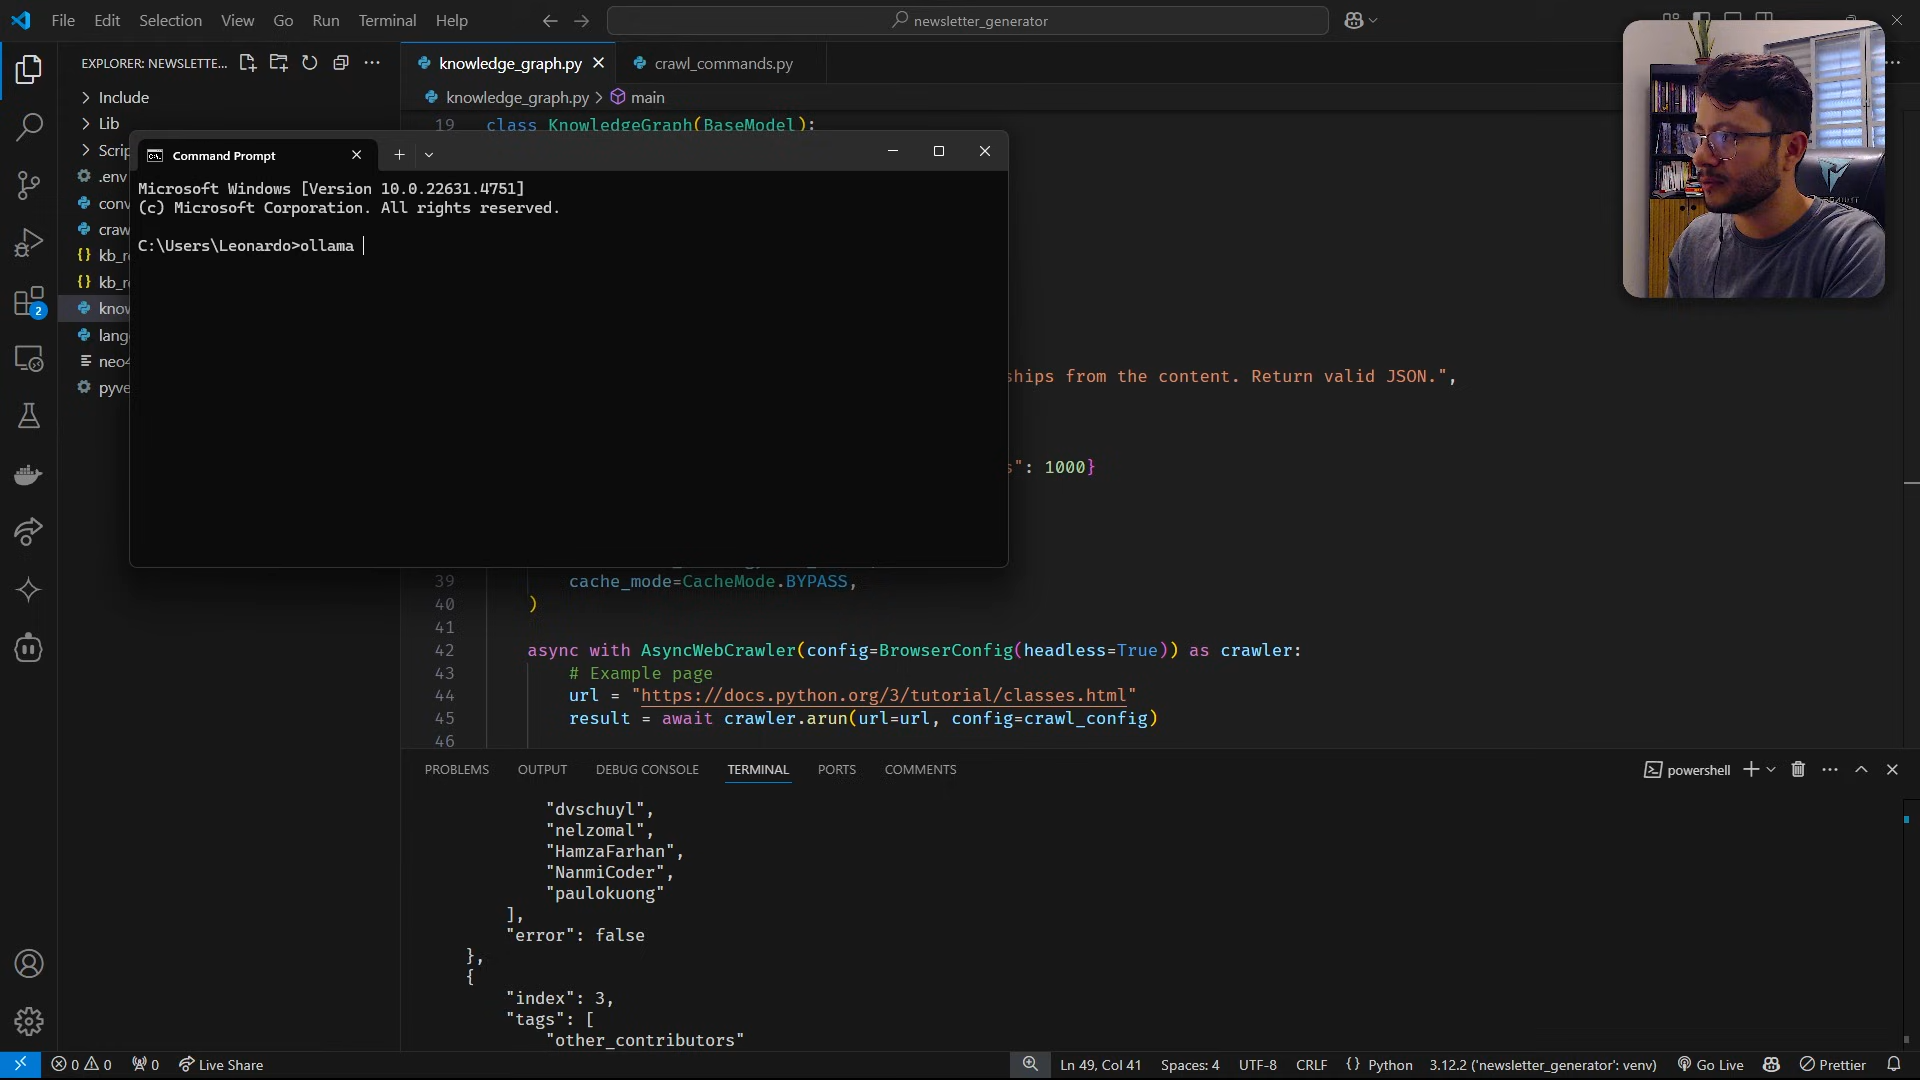 File Edit Selection View Go Run Terminal Help
newsletter_generator
EXPLORER: NEWSLETTE...
knowledge_graph.py
crawl_commands.py
Include
knowledge_graph.py > main
Lib
19 class KnowledgeGraph(BaseModel):
Scrip
Command Prompt
.env
Microsoft Windows [Version 10.0.22631.4751]
conv
(c) Microsoft Corporation. All rights reserved.
craw
C:\Users\Leonardo>ollama
kb_r
kb_r
2
know
lang
neo4
ships from the content. Return valid JSON.",
pyve
s": 1000}
39 cache_mode=CacheMode.BYPASS,
40 )
41
42 async with AsyncWebCrawler(config=BrowserConfig(headless=True)) as crawler:
43 # Example page
44 url = "https://docs.python.org/3/tutorial/classes.html"
45 result = await crawler.arun(url=url, config=crawl_config)
46
PROBLEMS OUTPUT DEBUG CONSOLE TERMINAL PORTS COMMENTS
powershell
"dvschuyl",
"nelzomal",
"HamzaFarhan",
"NanmiCoder",
"paulokuong"
],
"error": false
},
{
"index": 3,
"tags": [
"other_contributors"
0 0 0 Live Share
Ln 49, Col 41 Spaces: 4 UTF-8 CRLF {} Python 3.12.2 ('newsletter_generator': venv) Go Live Prettier